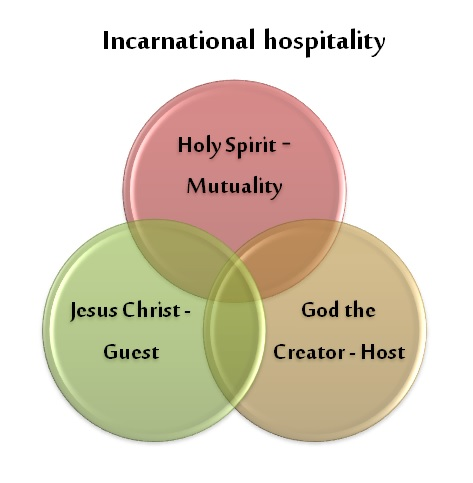 Incarnational hospitality
Holy Spirit -
Mutuality
Jesus Christ -
Guest
God the
Creator - Host